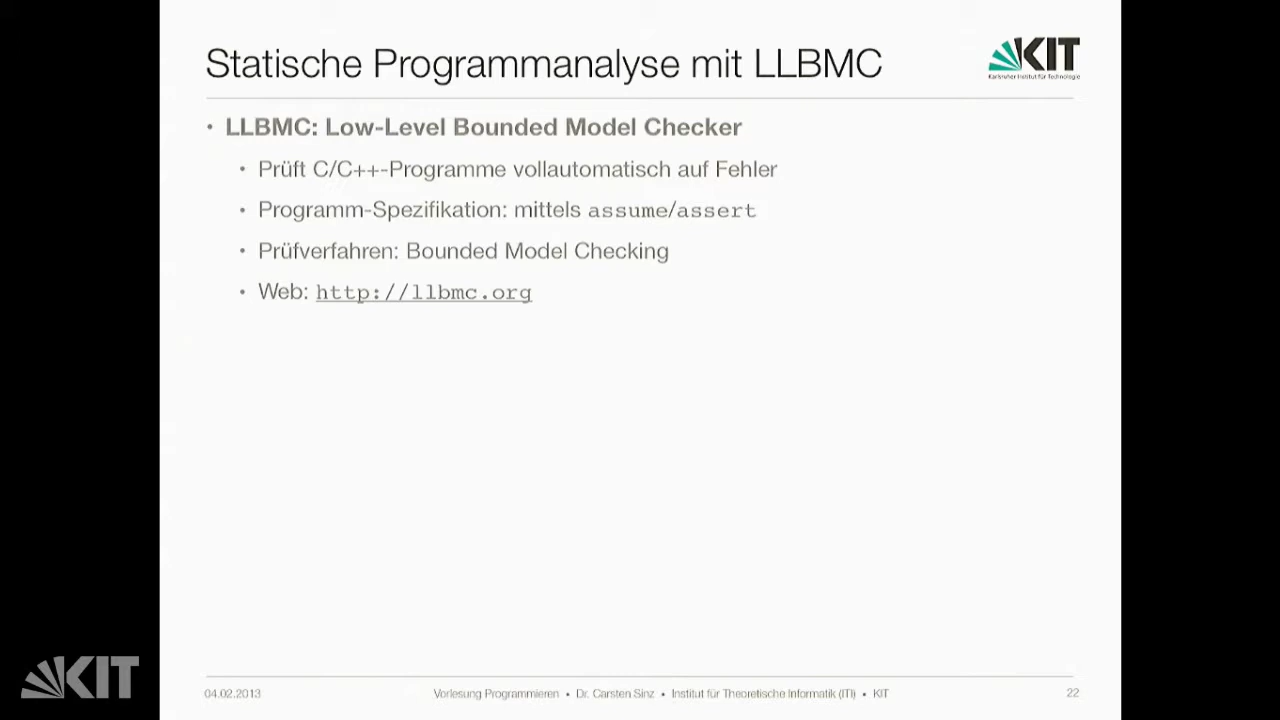 Statische Programmanalyse mit LLBMC
KIT
Karlsruher Institut für Technologie
• LLBMC: Low-Level Bounded Model Checker
• Prüft C/C++-Programme vollautomatisch auf Fehler
• Programm-Spezifikation: mittels assume/assert
• Prüfverfahren: Bounded Model Checking
• Web: http://llbmc.org
KIT
04.02.2013
Vorlesung Programmieren • Dr. Carsten Sinz • Institut für Theoretische Informatik (ITI) • KIT
22